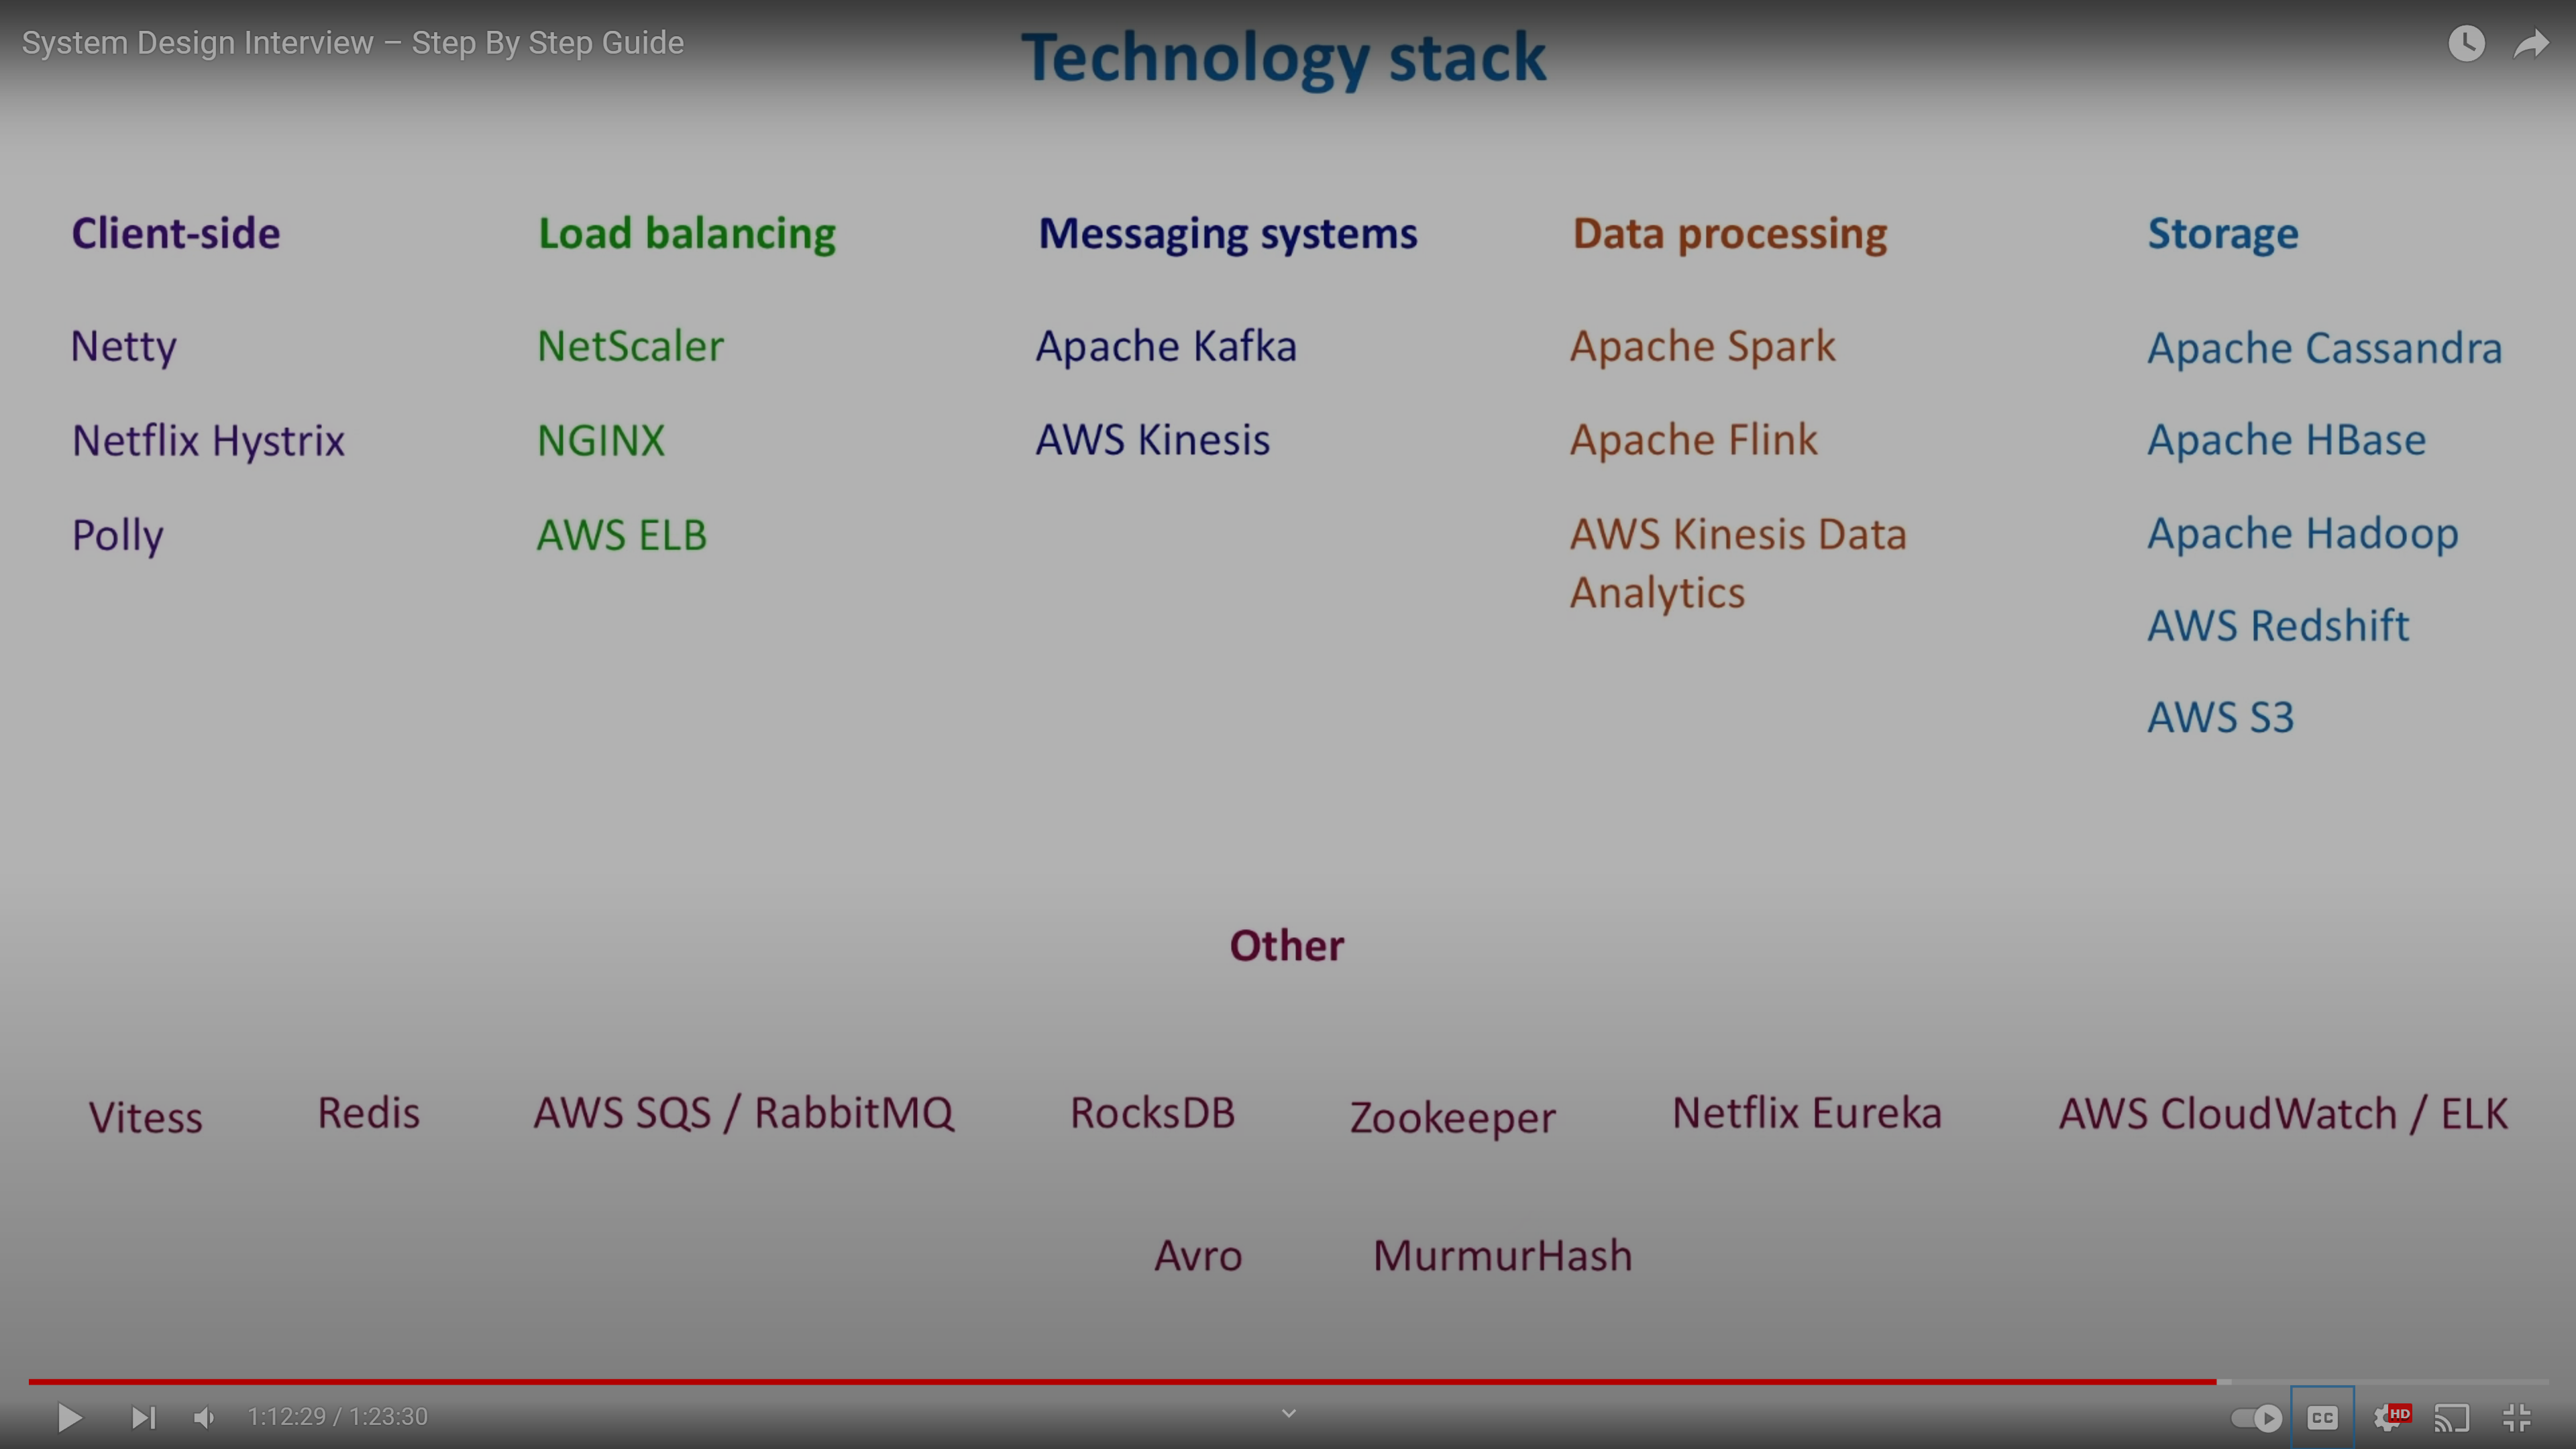 System Design Interview – Step By Step Guide
Technology stack
Client-side
Netty
Netflix Hystrix
Polly
Load balancing
NetScaler
NGINX
AWS ELB
Messaging systems
Apache Kafka
AWS Kinesis
Data processing
Apache Spark
Apache Flink
AWS Kinesis Data
Analytics
Storage
Apache Cassandra
Apache HBase
Apache Hadoop
AWS Redshift
AWS S3
Other
Vitess
Redis
AWS SQS / RabbitMQ
RocksDB
Zookeeper
Netflix Eureka
AWS CloudWatch / ELK
Avro
MurmurHash
1:12:29 / 1:23:30
CC
HD